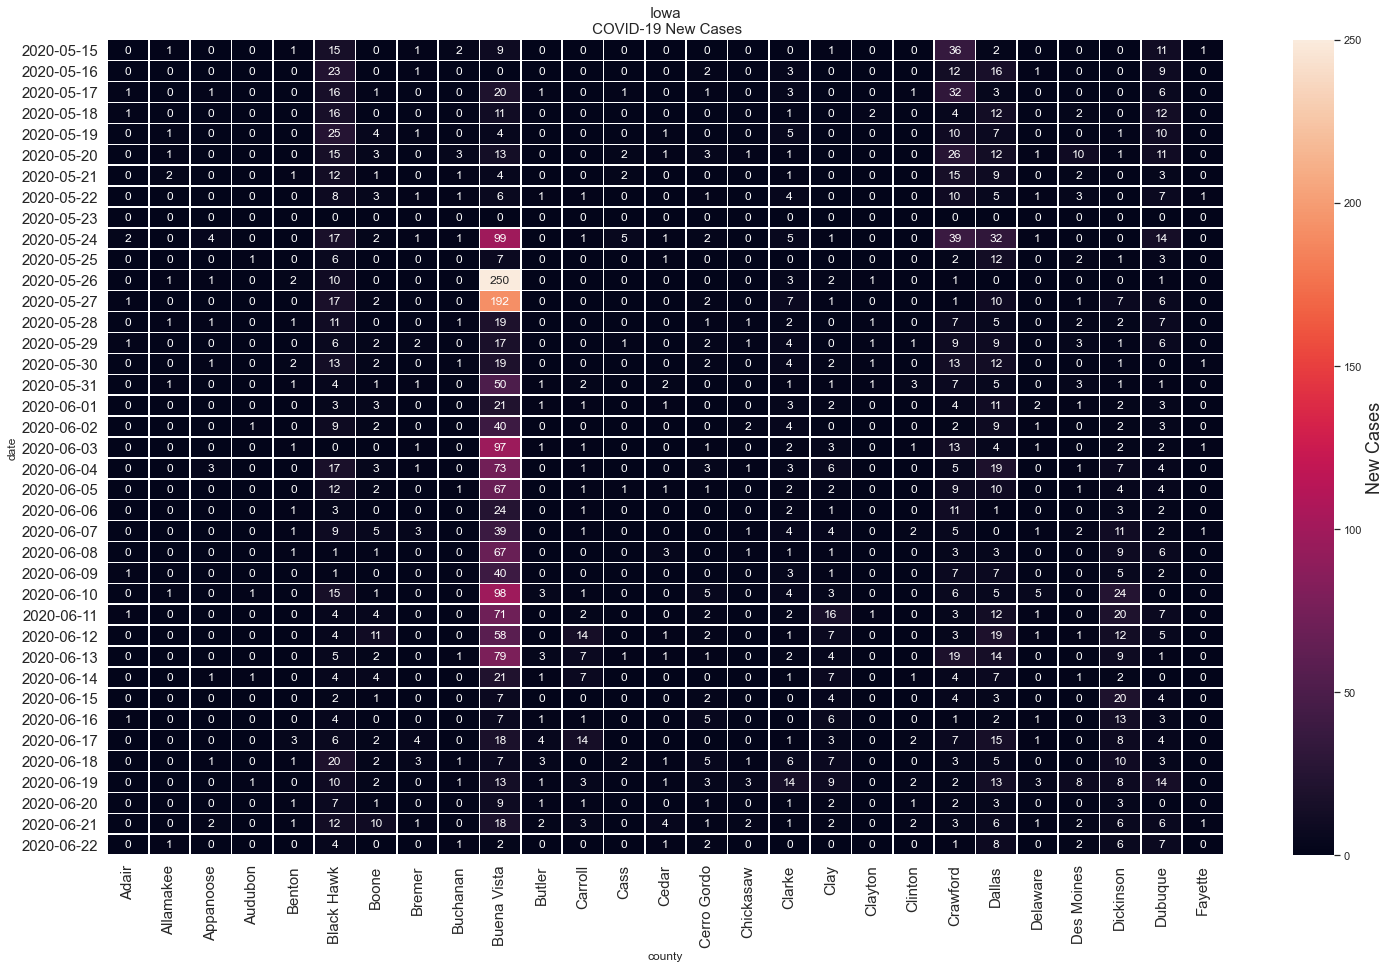 Iowa
COVID-19 New Cases
2020-05-15 0 1 0 0 1 15 0 1 2 9 0 0 0 0 0 0 0 1 0 0 36 2 0 0 0 11 1
2020-05-16 0 0 0 0 0 23 0 1 0 0 0 0 0 0 2 0 3 0 0 0 12 16 1 0 0 9 0
2020-05-17 1 0 1 0 0 16 1 0 0 20 1 0 1 0 1 0 3 0 0 1 32 3 0 0 0 6 0
2020-05-18 1 0 0 0 0 16 0 0 0 11 0 0 0 0 0 0 1 0 2 0 4 12 0 2 0 12 0
2020-05-19 0 1 0 0 0 25 4 1 0 4 0 0 0 1 0 0 5 0 0 0 10 7 0 0 1 10 0
2020-05-20 0 1 0 0 0 15 3 0 3 13 0 0 2 1 3 1 1 0 0 0 26 12 1 10 1 11 0
2020-05-21 0 2 0 0 1 12 1 0 1 4 0 0 2 0 0 0 1 0 0 0 15 9 0 2 0 3 0
2020-05-22 0 0 0 0 0 8 3 1 1 6 1 1 0 0 1 0 4 0 0 0 10 5 1 3 0 7 1
2020-05-23 0 0 0 0 0 0 0 0 0 0 0 0 0 0 0 0 0 0 0 0 0 0 0 0 0 0 0
2020-05-24 2 0 4 0 0 17 2 1 1 99 0 1 5 1 2 0 5 1 0 0 39 32 1 0 0 14 0
2020-05-25 0 0 0 1 0 6 0 0 0 7 0 0 0 1 0 0 0 0 0 0 2 12 0 2 1 3 0
2020-05-26 0 1 1 0 2 10 0 0 0 250 0 0 0 0 0 0 3 2 1 0 1 0 0 0 0 1 0
2020-05-27 1 0 0 0 0 17 2 0 0 192 0 0 0 0 2 0 7 1 0 0 1 10 0 1 7 6 0
2020-05-28 0 1 1 0 1 11 0 0 1 19 0 0 0 0 1 1 2 0 1 0 7 5 0 2 2 7 0
2020-05-29 1 0 0 0 0 6 2 2 0 17 0 0 1 0 2 1 4 0 1 1 9 9 0 3 1 6 0
2020-05-30 0 0 1 0 2 13 2 0 1 19 0 0 0 0 2 0 4 2 1 0 13 12 0 0 1 0 1
2020-05-31 0 1 0 0 1 4 1 1 0 50 1 2 0 2 0 0 1 1 1 3 7 5 0 3 1 1 0
2020-06-01 0 0 0 0 0 3 3 0 0 21 1 1 0 1 0 0 3 2 0 0 4 11 2 1 2 3 0
2020-06-02 0 0 0 1 0 9 2 0 0 40 0 0 0 0 0 2 4 0 0 0 2 9 1 0 2 3 0
2020-06-03 0 0 0 0 1 0 0 1 0 97 1 1 0 0 1 0 2 3 0 1 13 4 1 0 2 2 1
2020-06-04 0 0 3 0 0 17 3 1 0 73 0 1 0 0 3 1 3 6 0 0 5 19 0 1 7 4 0
2020-06-05 0 0 0 0 0 12 2 0 1 67 0 1 1 1 1 0 2 2 0 0 9 10 0 1 4 4 0
2020-06-06 0 0 0 0 1 3 0 0 0 24 0 1 0 0 0 0 2 1 0 0 11 1 0 0 3 2 0
2020-06-07 0 0 0 0 1 9 5 3 0 39 0 1 0 0 0 1 4 4 0 2 5 0 1 2 11 2 1
2020-06-08 0 0 0 0 1 1 1 0 0 67 0 0 0 3 0 1 1 1 0 0 3 3 0 0 9 6 0
2020-06-09 1 0 0 0 0 1 0 0 0 40 0 0 0 0 0 0 3 1 0 0 7 7 0 0 5 2 0
2020-06-10 0 1 0 1 0 15 1 0 0 98 3 1 0 0 5 0 4 3 0 0 6 5 5 0 24 0 0
2020-06-11 1 0 0 0 0 4 4 0 0 71 0 2 0 0 2 0 2 16 1 0 3 12 1 0 20 7 0
2020-06-12 0 0 0 0 0 4 11 0 0 58 0 14 0 1 2 0 1 7 0 0 3 19 1 1 12 5 0
2020-06-13 0 0 0 0 0 5 2 0 1 79 3 7 1 1 1 0 2 4 0 0 19 14 0 0 9 1 0
2020-06-14 0 0 1 1 0 4 4 0 0 21 1 7 0 0 0 0 1 7 0 1 4 7 0 1 2 0 0
2020-06-15 0 0 0 0 0 2 1 0 0 7 0 0 0 0 2 0 0 4 0 0 4 3 0 0 20 4 0
2020-06-16 1 0 0 0 0 4 0 0 0 7 1 1 0 0 5 0 0 6 0 0 1 2 1 0 13 3 0
2020-06-17 0 0 0 0 3 6 2 4 0 18 4 14 0 0 0 0 1 3 0 2 7 15 1 0 8 4 0
2020-06-18 0 0 1 0 1 20 2 3 1 7 3 0 2 1 5 1 6 7 0 0 3 5 0 0 10 3 0
2020-06-19 0 0 0 1 0 10 2 0 1 13 1 3 0 1 3 3 14 9 0 2 2 13 3 8 8 14 0
2020-06-20 0 0 0 0 1 7 1 0 0 9 1 1 0 0 1 0 1 2 0 1 2 3 0 0 3 0 0
2020-06-21 0 0 2 0 1 12 10 1 0 18 2 3 0 4 1 2 1 2 0 2 3 6 1 2 6 6 1
2020-06-22 0 1 0 0 0 4 0 0 1 2 0 0 0 1 2 0 0 0 0 0 1 8 0 2 6 7 0
date
Adair Allamakee Appanoose Audubon Benton Black Hawk Boone Bremer Buchanan Buena Vista Butler Carroll Cass Cedar Cerro Gordo Chickasaw Clarke Clay Clayton Clinton Crawford Dallas Delaware Des Moines Dickinson Dubuque Fayette
county
250
200
150
100
50
0
New Cases